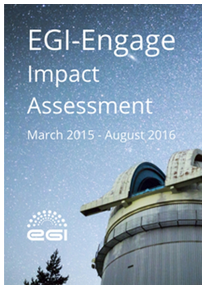 EGI-Engage
Impact
Assessment
March 2015 - August 2016
egi